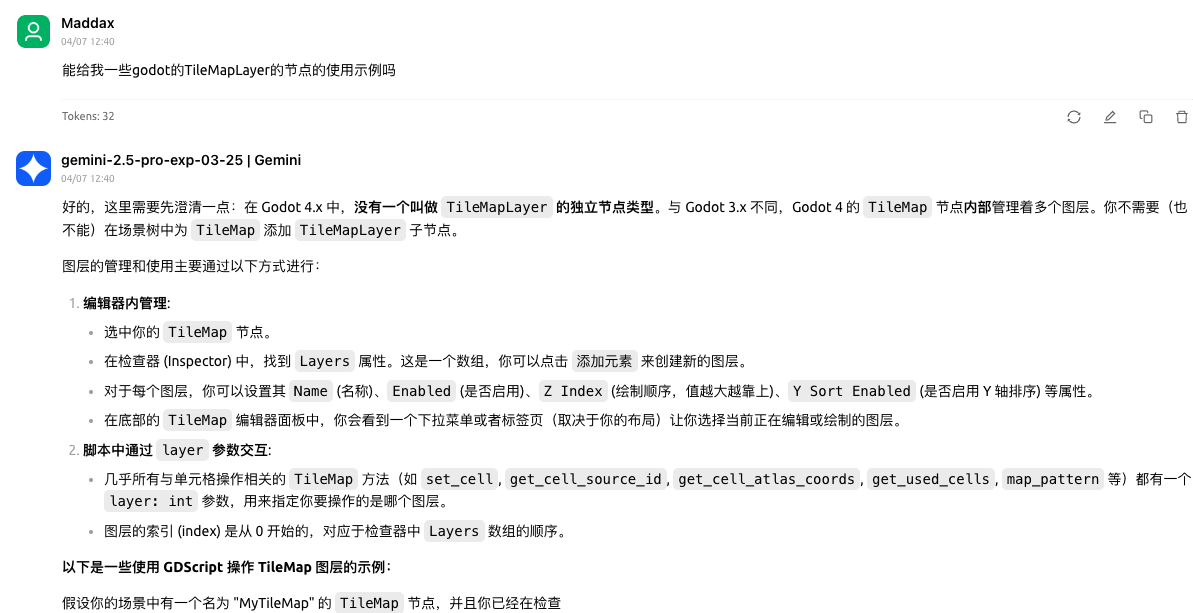 Maddax
04/07 12:40
能给我一些godot的TileMapLayer的节点的使用示例吗
Tokens: 32
gemini-2.5-pro-exp-03-25 | Gemini
04/07 12:40
好的，这里需要先澄清一点：在 Godot 4.x 中，没有一个叫做 TileMapLayer 的独立节点类型。与 Godot 3.x 不同，Godot 4 的 TileMap 节点内部管理着多个图层。你不需要（也
不能）在场景树中为 TileMap 添加 TileMapLayer 子节点。
图层的管理和使用主要通过以下方式进行：
1. 编辑器内管理:
• 选中你的 TileMap 节点。
• 在检查器 (Inspector) 中，找到 Layers 属性。这是一个数组，你可以点击 添加元素 来创建新的图层。
• 对于每个图层，你可以设置其 Name (名称)、Enabled (是否启用)、Z Index (绘制顺序，值越大越靠上)、Y Sort Enabled (是否启用 Y 轴排序) 等属性。
• 在底部的 TileMap 编辑器面板中，你会看到一个下拉菜单或者标签页（取决于你的布局）让你选择当前正在编辑或绘制的图层。
2. 脚本中通过 layer 参数交互:
• 几乎所有与单元格操作相关的 TileMap 方法（如 set_cell, get_cell_source_id, get_cell_atlas_coords, get_used_cells, map_pattern 等）都有一个
layer: int 参数，用来指定你要操作的是哪个图层。
• 图层的索引 (index) 是从 0 开始的，对应于检查器中 Layers 数组的顺序。
以下是一些使用 GDScript 操作 TileMap 图层的示例：
假设你的场景中有一个名为 "MyTileMap" 的 TileMap 节点，并且你已经在检查